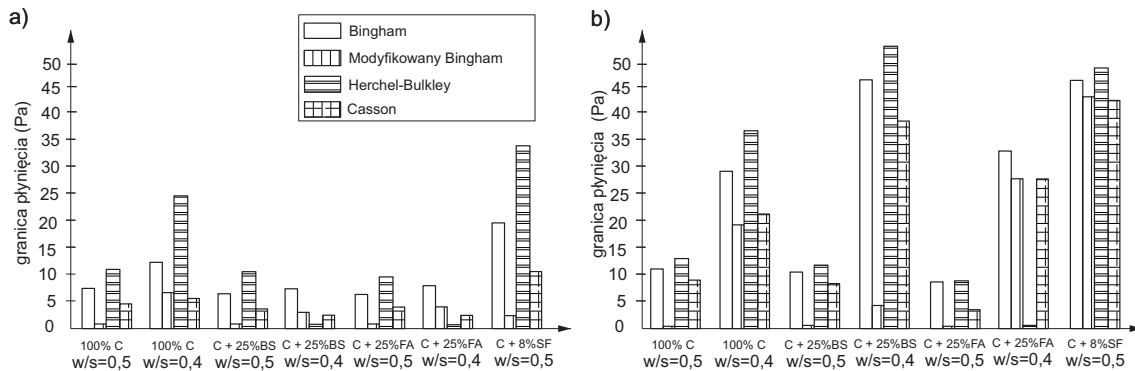 a)
Bingham
Modyfikowany Bingham
Herchel-Bulkley
Casson
granica płynięcia (Pa)
50
45
40
35
30
25
20
15
10
5
0
100% C
w/s=0,5
100% C
w/s=0,4
C + 25%BS
w/s=0,5
C + 25%BS
w/s=0,4
C + 25%FA
w/s=0,5
C + 25%FA
w/s=0,4
C + 8%SF
w/s=0,5
b)
granica płynięcia (Pa)
50
45
40
35
30
25
20
15
10
5
0
100% C
w/s=0,5
100% C
w/s=0,4
C + 25%BS
w/s=0,5
C + 25%BS
w/s=0,4
C + 25%FA
w/s=0,5
C + 25%FA
w/s=0,4
C + 8%SF
w/s=0,5